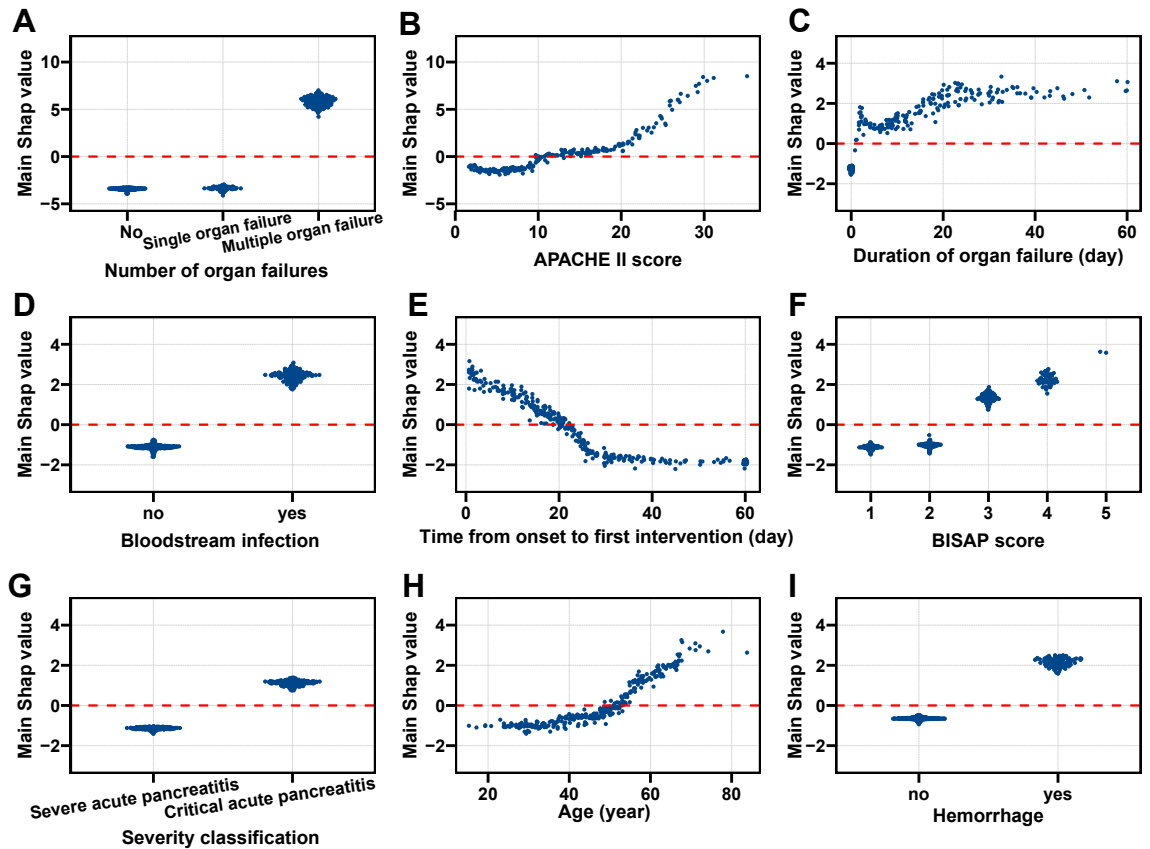 A
Main Shap value
10
5
0
−5
No
Single organ failure
Multiple organ failure
Number of organ failures
B
Main Shap value
10
5
0
−5
0
10
20
30
APACHE II score
C
Main Shap value
4
2
0
−2
0
20
40
60
Duration of organ failure (day)
D
Main Shap value
4
2
0
−2
no
yes
Bloodstream infection
E
Main Shap value
4
2
0
−2
0
20
40
60
Time from onset to first intervention (day)
F
Main Shap value
4
2
0
−2
1
2
3
4
5
BISAP score
G
Main Shap value
4
2
0
−2
Severe acute pancreatitis
Critical acute pancreatitis
Severity classification
H
Main Shap value
4
2
0
−2
20
40
60
80
Age (year)
I
Main Shap value
4
2
0
−2
no
yes
Hemorrhage